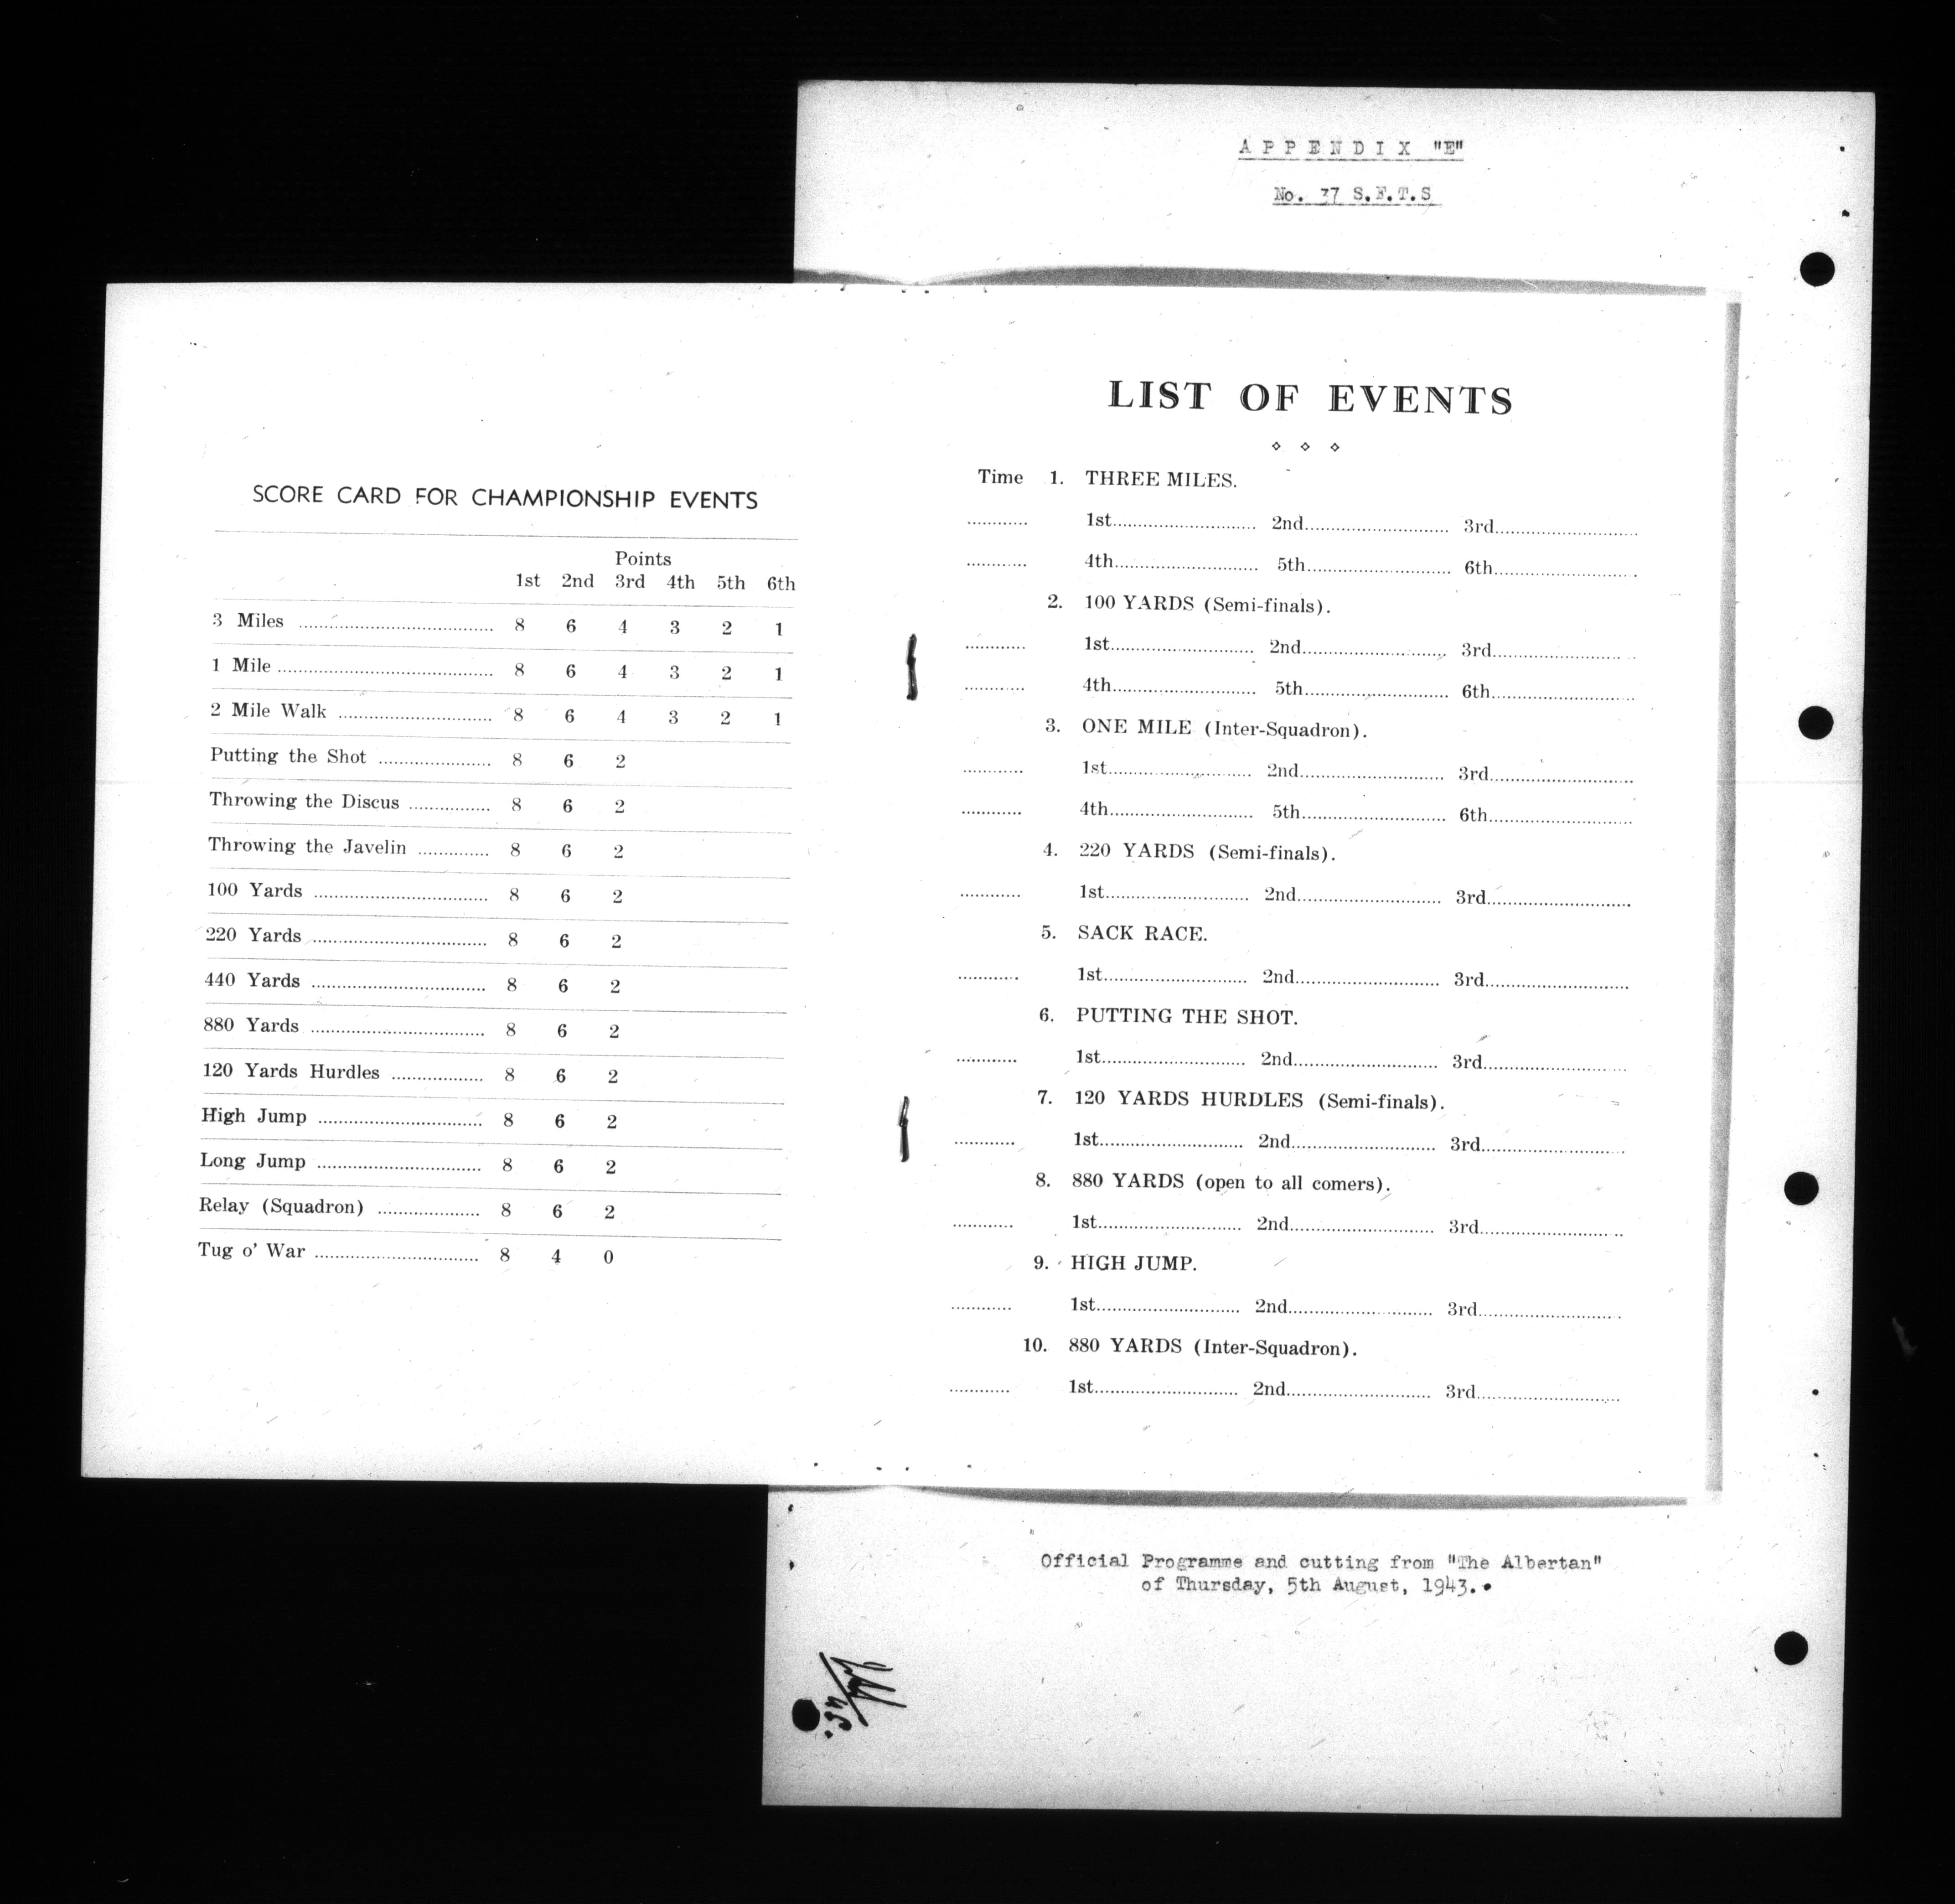 APPENDIX "E"
No. 37 S.F.T.S
SCORE CARD FOR CHAMPIONSHIP EVENTS
Points
1st 2nd 3rd 4th 5th 6th
3 Miles ........ 8 6 4 3 2 1
1 Mile ........ 8 6 4 3 2 1
2 Mile Walk ........ 8 6 4 3 2 1
Putting the Shot ........ 8 6 2
Throwing the Discus ........ 8 6 2
Throwing the Javelin ........ 8 6 2
100 Yards ........ 8 6 2
220 Yards ........ 8 6 2
440 Yards ........ 8 6 2
880 Yards ........ 8 6 2
120 Yards Hurdles ........ 8 6 2
High Jump ........ 8 6 2
Long Jump ........ 8 6 2
Relay (Squadron) ........ 8 6 2
Tug o' War ........ 8 4 0
LIST OF EVENTS
Time 1. THREE MILES.
........ 1st........ 2nd........ 3rd........
........ 4th........ 5th........ 6th........
2. 100 YARDS (Semi-finals).
........ 1st........ 2nd........ 3rd........
........ 4th........ 5th........ 6th........
3. ONE MILE (Inter-Squadron).
........ 1st........ 2nd........ 3rd........
........ 4th........ 5th........ 6th........
4. 220 YARDS (Semi-finals).
........ 1st........ 2nd........ 3rd........
5. SACK RACE.
........ 1st........ 2nd........ 3rd........
6. PUTTING THE SHOT.
........ 1st........ 2nd........ 3rd........
7. 120 YARDS HURDLES (Semi-finals).
........ 1st........ 2nd........ 3rd........
8. 880 YARDS (open to all comers).
........ 1st........ 2nd........ 3rd........
9. HIGH JUMP.
........ 1st........ 2nd........ 3rd........
10. 880 YARDS (Inter-Squadron).
........ 1st........ 2nd........ 3rd........
Official Programme and cutting from "The Albertan"
of Thursday, 5th August, 1943.